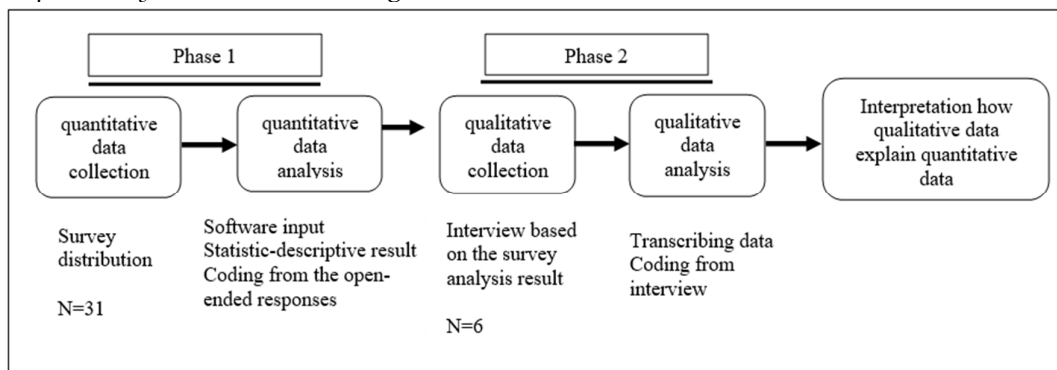 Phase 1
Phase 2
quantitative
data
collection
quantitative
data
analysis
qualitative
data
collection
qualitative
data
analysis
Interpretation how
qualitative data
explain quantitative
data
Survey
distribution
N=31
Software input
Statistic-descriptive result
Coding from the open-
ended responses
Interview based
on the survey
analysis result
N=6
Transcribing data
Coding from
interview